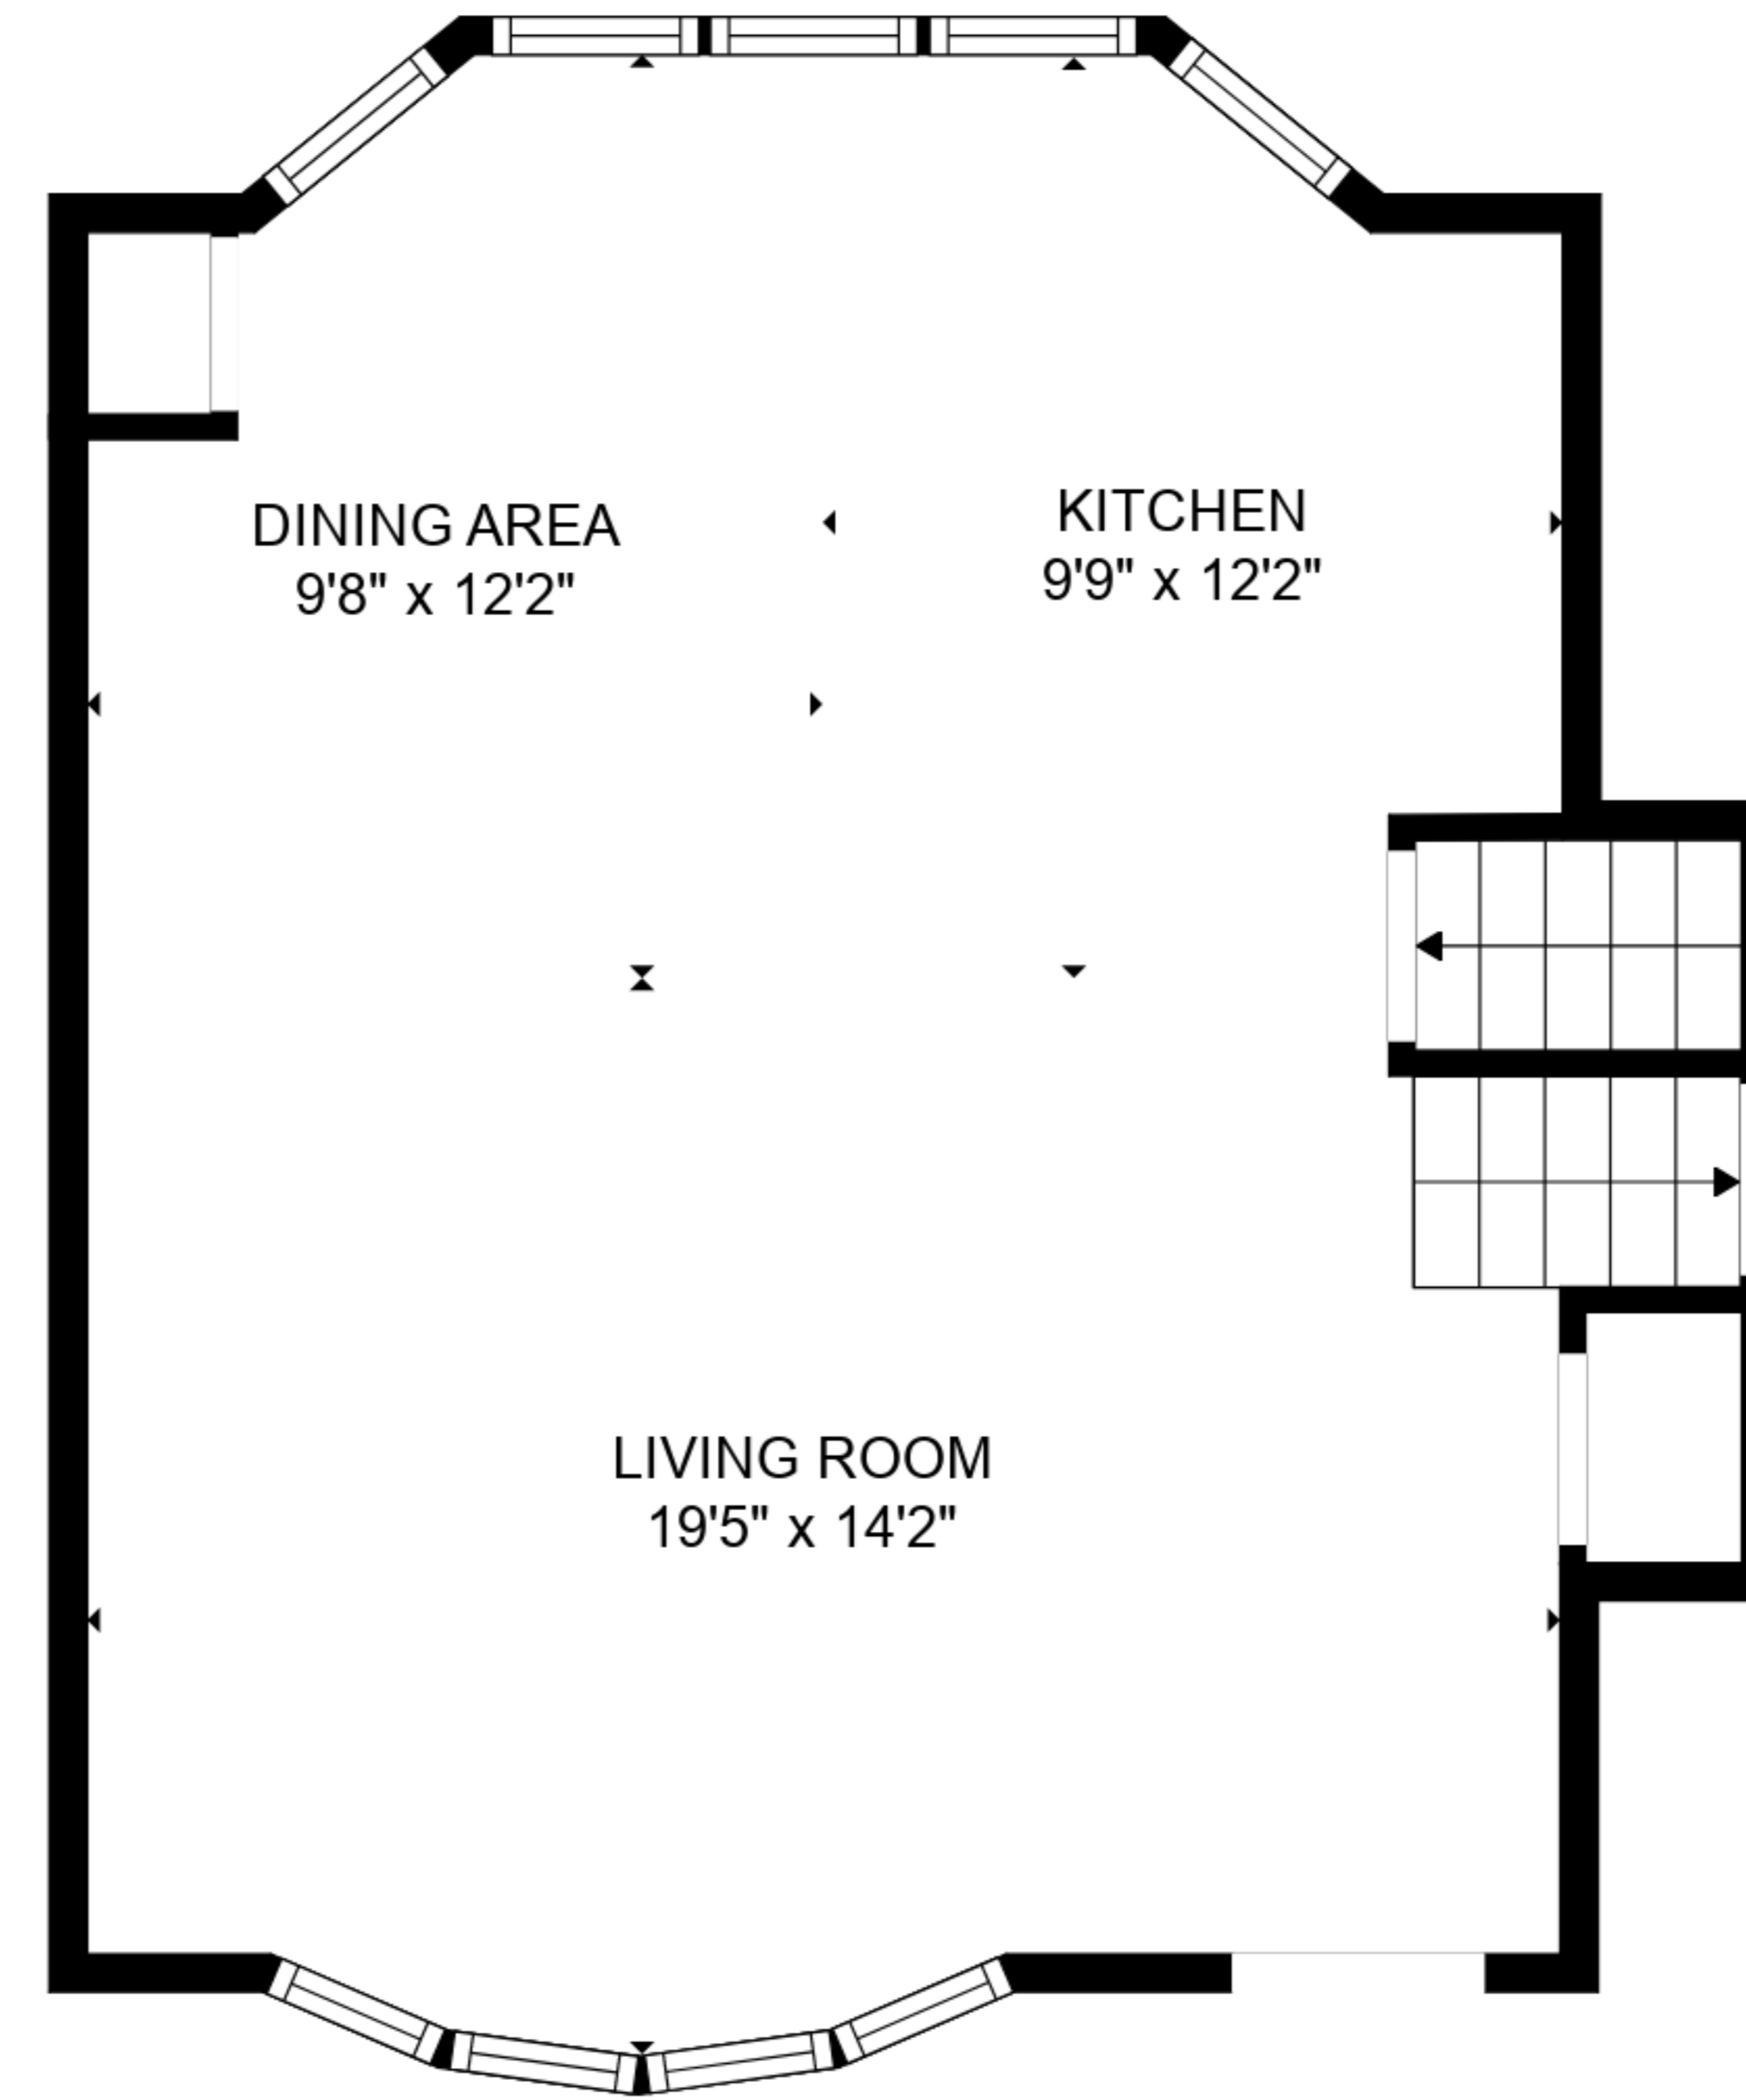 DINING AREA
9'8" x 12'2"
KITCHEN
9'9" x 12'2"
LIVING ROOM
19'5" x 14'2"